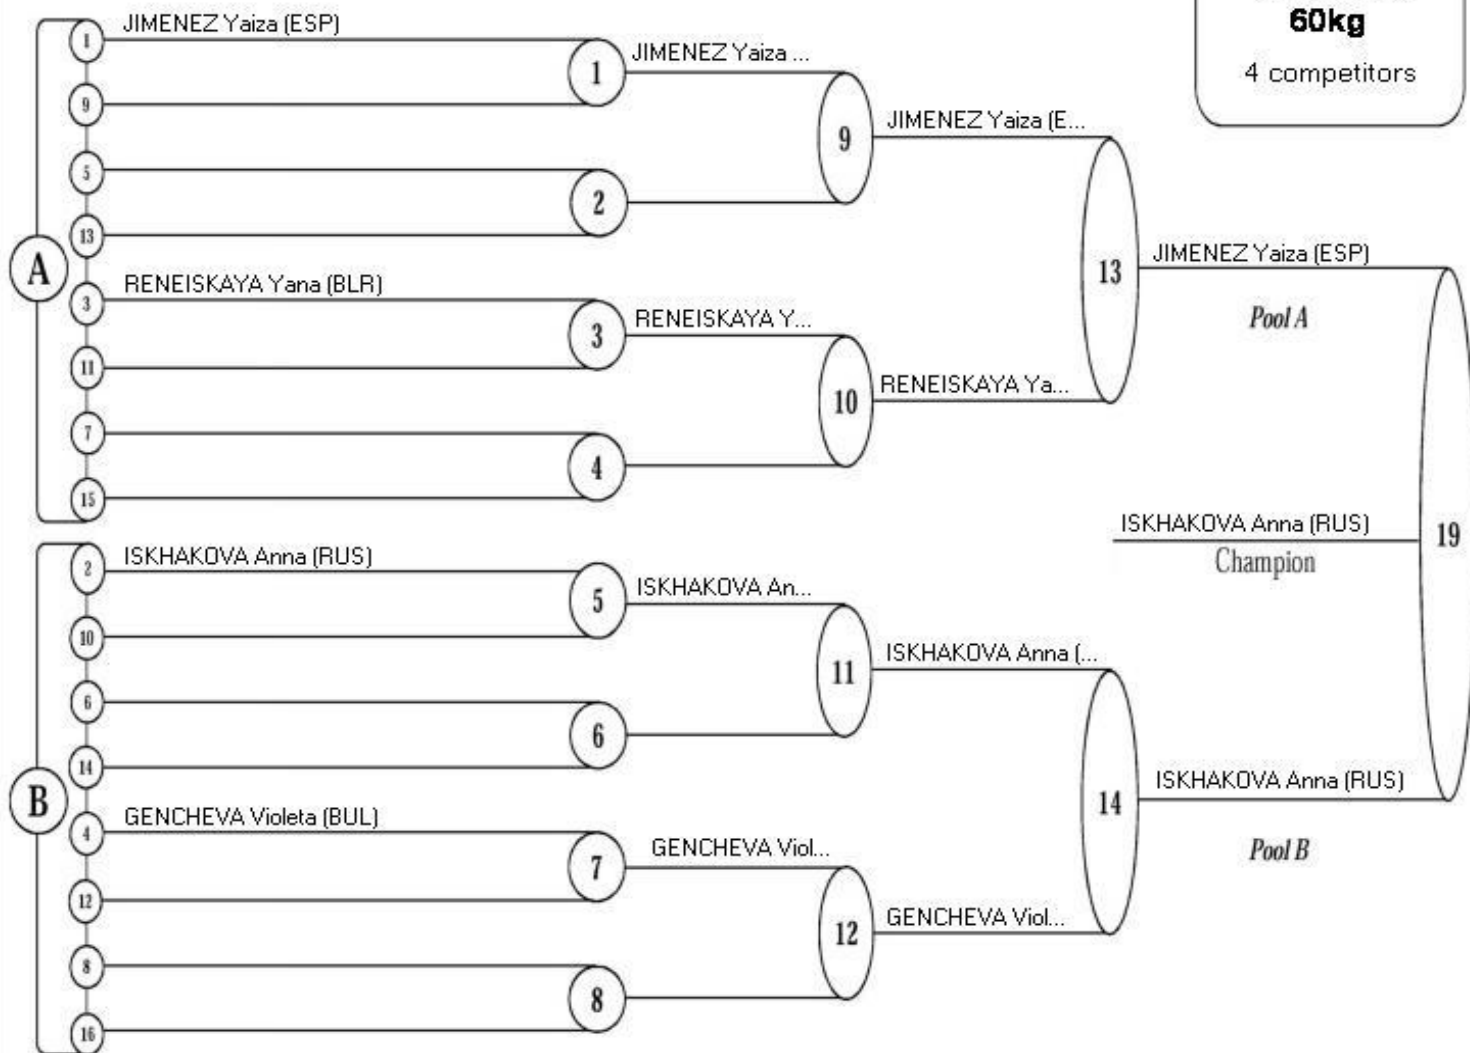 60kg
4 competitors
A
1
JIMENEZ Yaiza (ESP)
9
5
13
3
RENEISKAYA Yana (BLR)
11
7
15
1
JIMENEZ Yaiza ...
2
3
RENEISKAYA Y...
4
9
JIMENEZ Yaiza (E...
10
RENEISKAYA Ya...
13
JIMENEZ Yaiza (ESP)
Pool A
B
2
ISKHAKOVA Anna (RUS)
10
6
14
4
GENCHEVA Violeta (BUL)
12
8
16
5
ISKHAKOVA An...
6
7
GENCHEVA Viol...
8
11
ISKHAKOVA Anna (...
12
GENCHEVA Viol...
14
ISKHAKOVA Anna (RUS)
Pool B
19
ISKHAKOVA Anna (RUS)
Champion